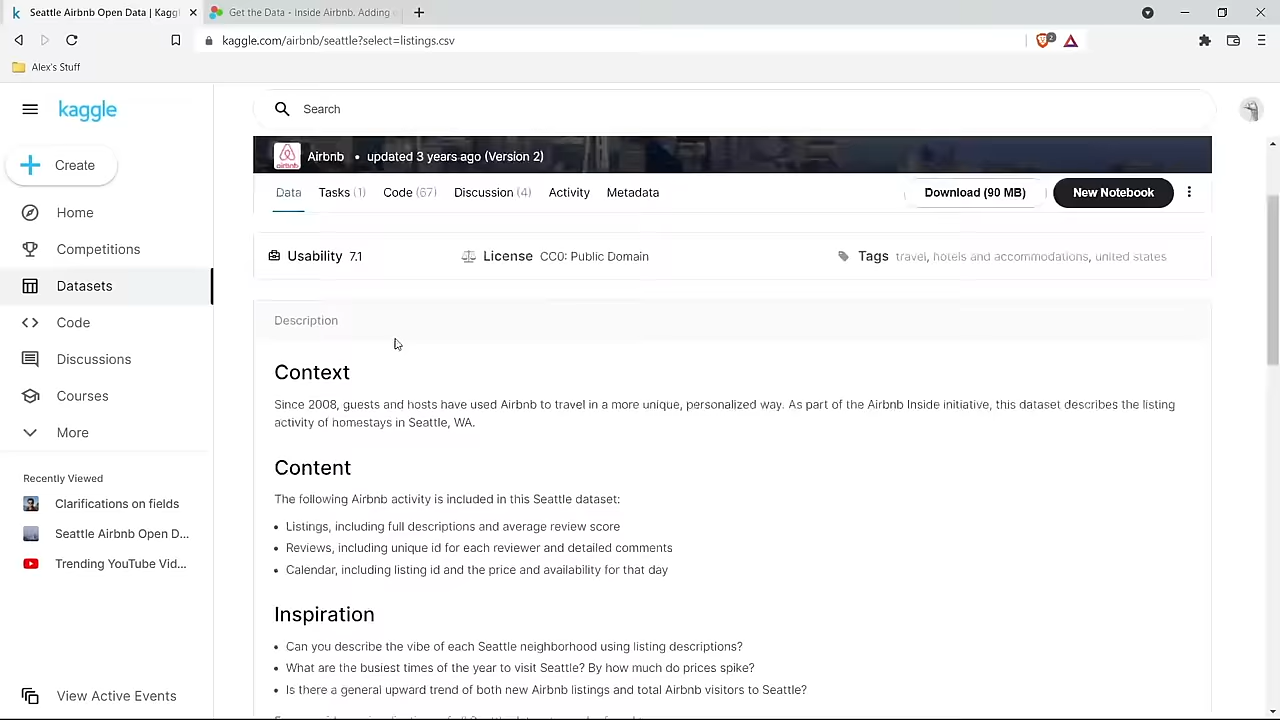 Seattle Airbnb Open Data | Kaggl
Get the Data - Inside Airbnb. Adding
kaggle.com/airbnb/seattle?select=listings.csv
2
Alex's Stuff
kaggle
Search
Create
Home
Competitions
Datasets
Code
Discussions
Courses
More
Recently Viewed
Clarifications on fields
Seattle Airbnb Open D...
Trending YouTube Vid...
View Active Events
airbnb
Airbnb • updated 3 years ago (Version 2)
Data Tasks (1) Code (67) Discussion (4) Activity Metadata
Download (90 MB) New Notebook
Usability 7.1 License CC0: Public Domain Tags travel, hotels and accommodations, united states
Description
Context
Since 2008, guests and hosts have used Airbnb to travel in a more unique, personalized way. As part of the Airbnb Inside initiative, this dataset describes the listing
activity of homestays in Seattle, WA.
Content
The following Airbnb activity is included in this Seattle dataset:
• Listings, including full descriptions and average review score
• Reviews, including unique id for each reviewer and detailed comments
• Calendar, including listing id and the price and availability for that day
Inspiration
• Can you describe the vibe of each Seattle neighborhood using listing descriptions?
• What are the busiest times of the year to visit Seattle? By how much do prices spike?
• Is there a general upward trend of both new Airbnb listings and total Airbnb visitors to Seattle?